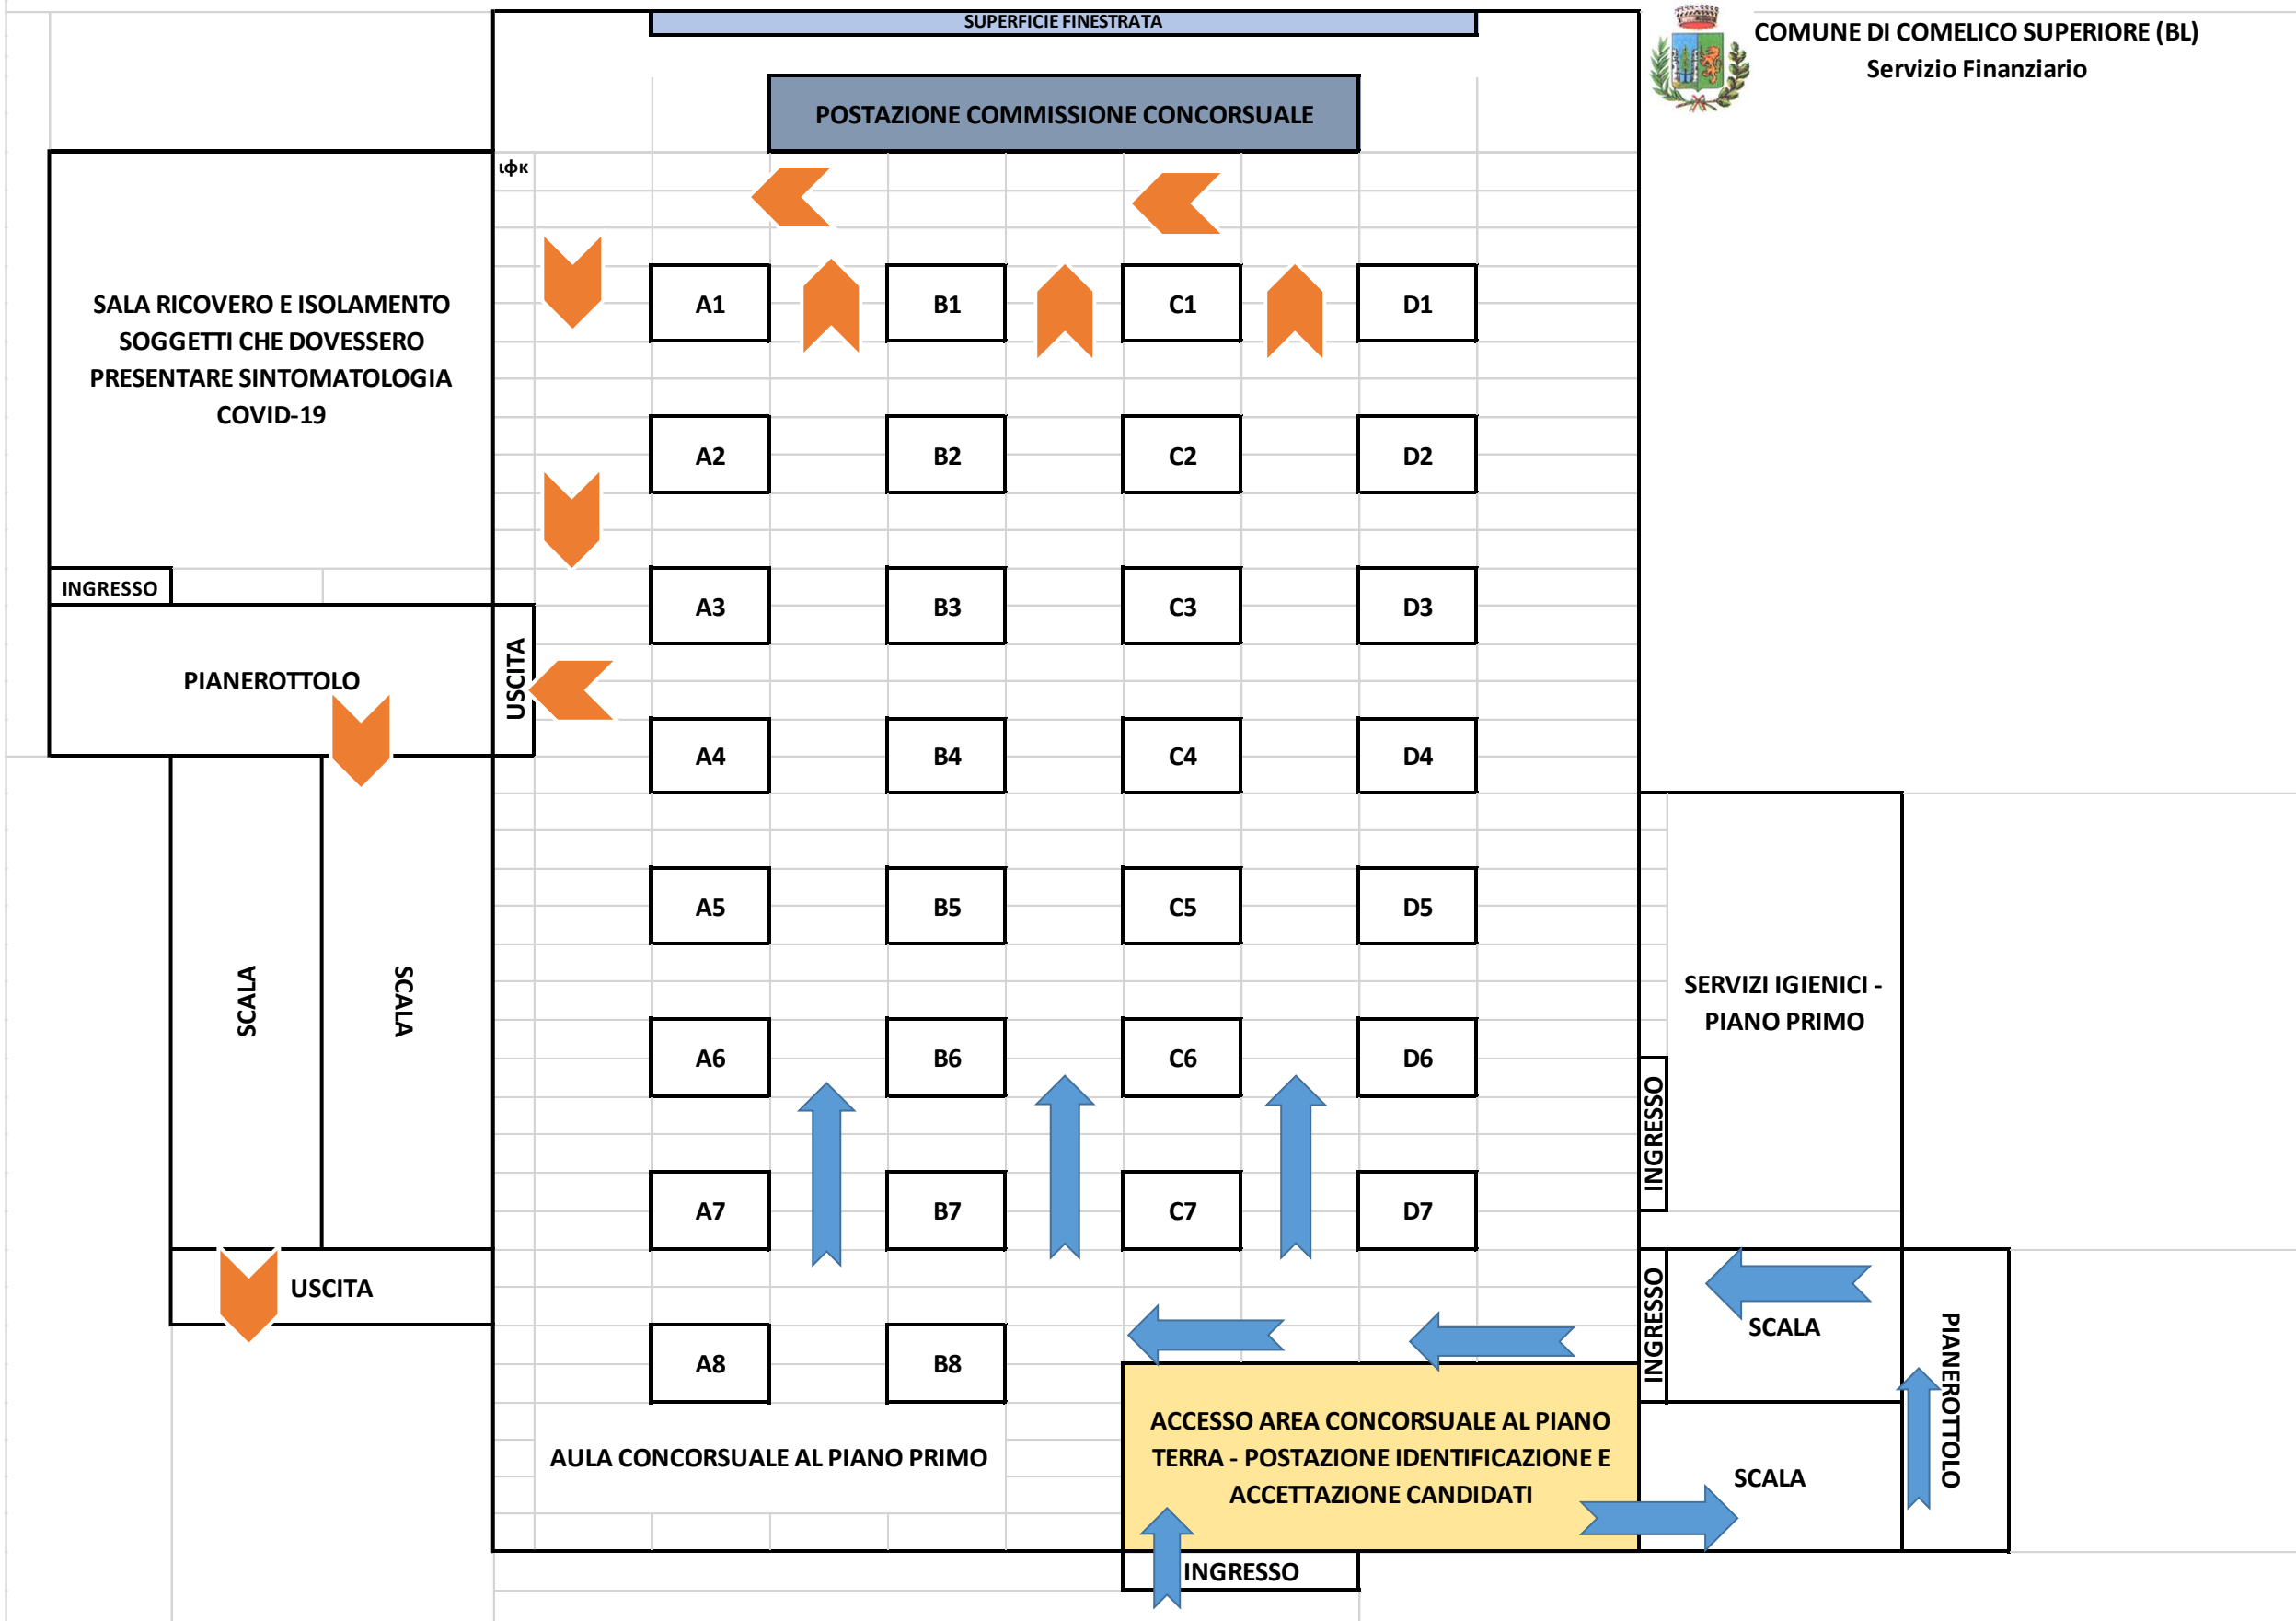 SUPERFICIE FINESTRATA
COMUNE DI COMELICO SUPERIORE (BL)
Servizio Finanziario
POSTAZIONE COMMISSIONE CONCORSUALE
ιφκ
SALA RICOVERO E ISOLAMENTO
SOGGETTI CHE DOVESSERO
PRESENTARE SINTOMATOLOGIA
COVID-19
A1 B1 C1 D1
A2 B2 C2 D2
INGRESSO
A3 B3 C3 D3
PIANEROTTOLO
USCITA
A4 B4 C4 D4
A5 B5 C5 D5
SCALA
SCALA
SERVIZI IGIENICI -
PIANO PRIMO
A6 B6 C6 D6
INGRESSO
A7 B7 C7 D7
USCITA
INGRESSO
SCALA
PIANEROTTOLO
A8 B8
ACCESSO AREA CONCORSUALE AL PIANO
TERRA - POSTAZIONE IDENTIFICAZIONE E
ACCETTAZIONE CANDIDATI
AULA CONCORSUALE AL PIANO PRIMO
SCALA
INGRESSO